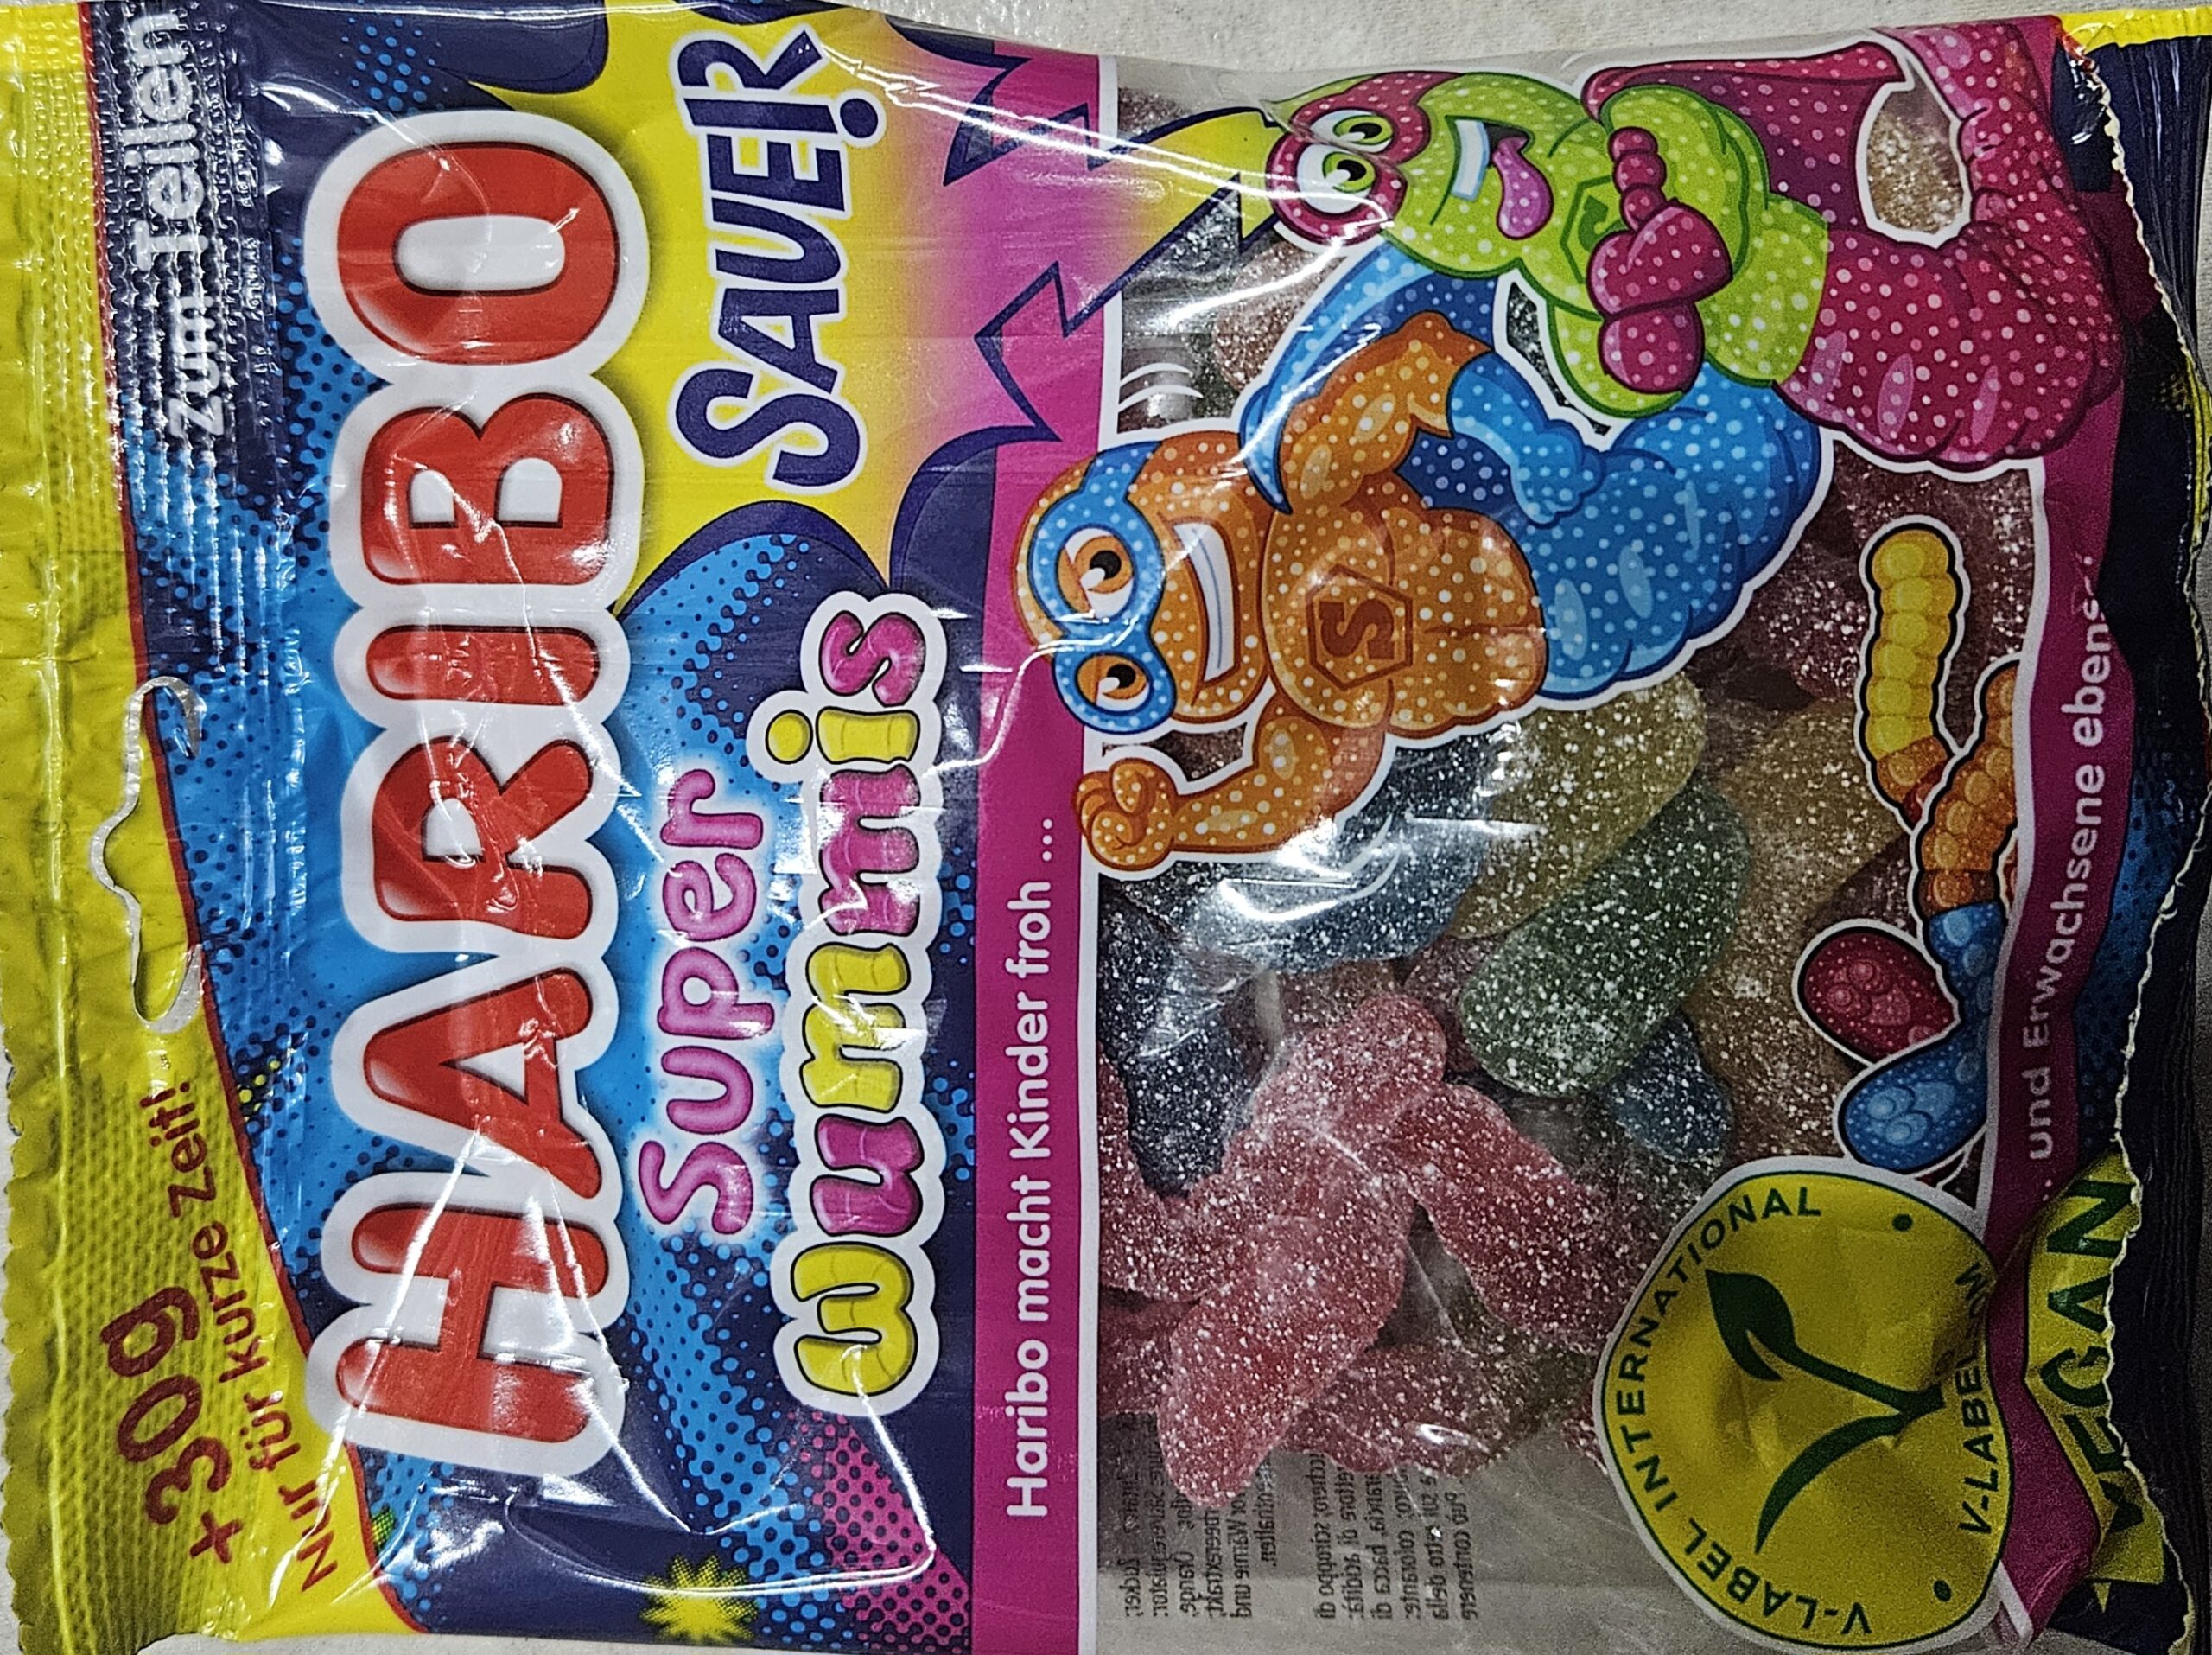 Zum Teilen
+30g
Nur für kurze Zeit!
HARIBO
SAUER
Super
wummis
Haribo macht Kinder froh ...
S
... und Erwachsene ebens
V-LABEL INTERNATIONAL
V-LABEL
VEGAN